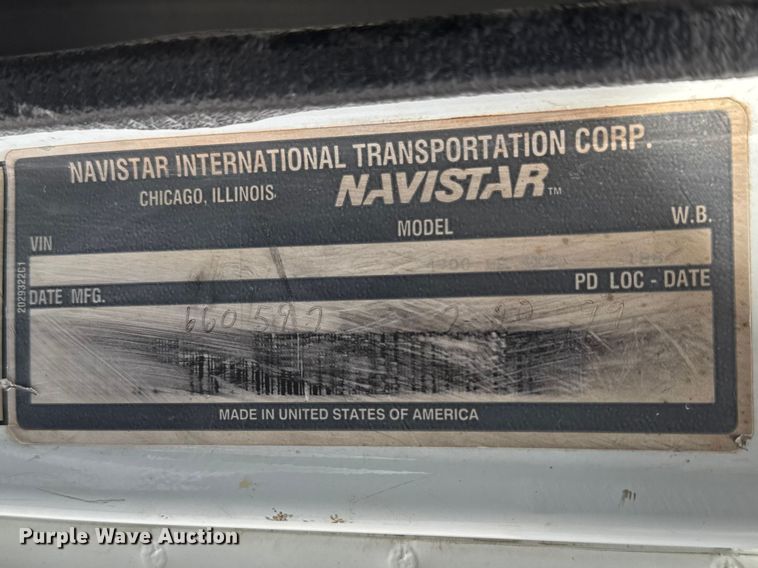 NAVISTAR INTERNATIONAL TRANSPORTATION CORP.
CHICAGO, ILLINOIS. NAVISTAR™
W.B.
VIN MODEL
DATE MFG. PD LOC - DATE
2029322C1
MADE IN UNITED STATES OF AMERICA
Purple Wave Auction